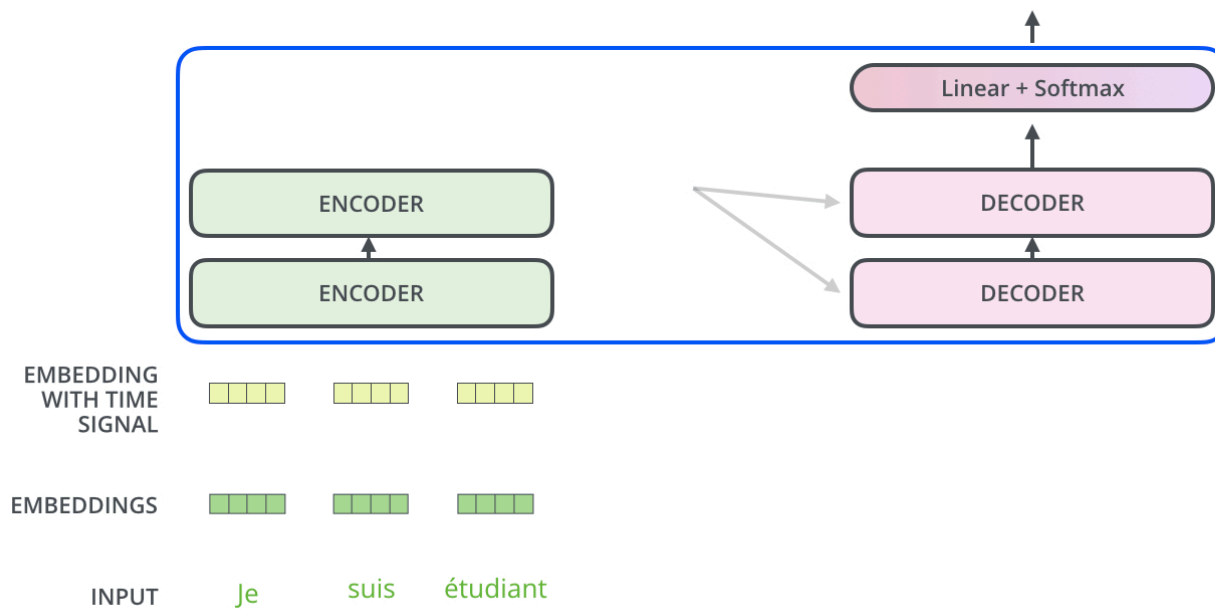 Linear + Softmax
ENCODER
DECODER
ENCODER
DECODER
EMBEDDING
WITH TIME
SIGNAL
EMBEDDINGS
INPUT
Je
suis
étudiant